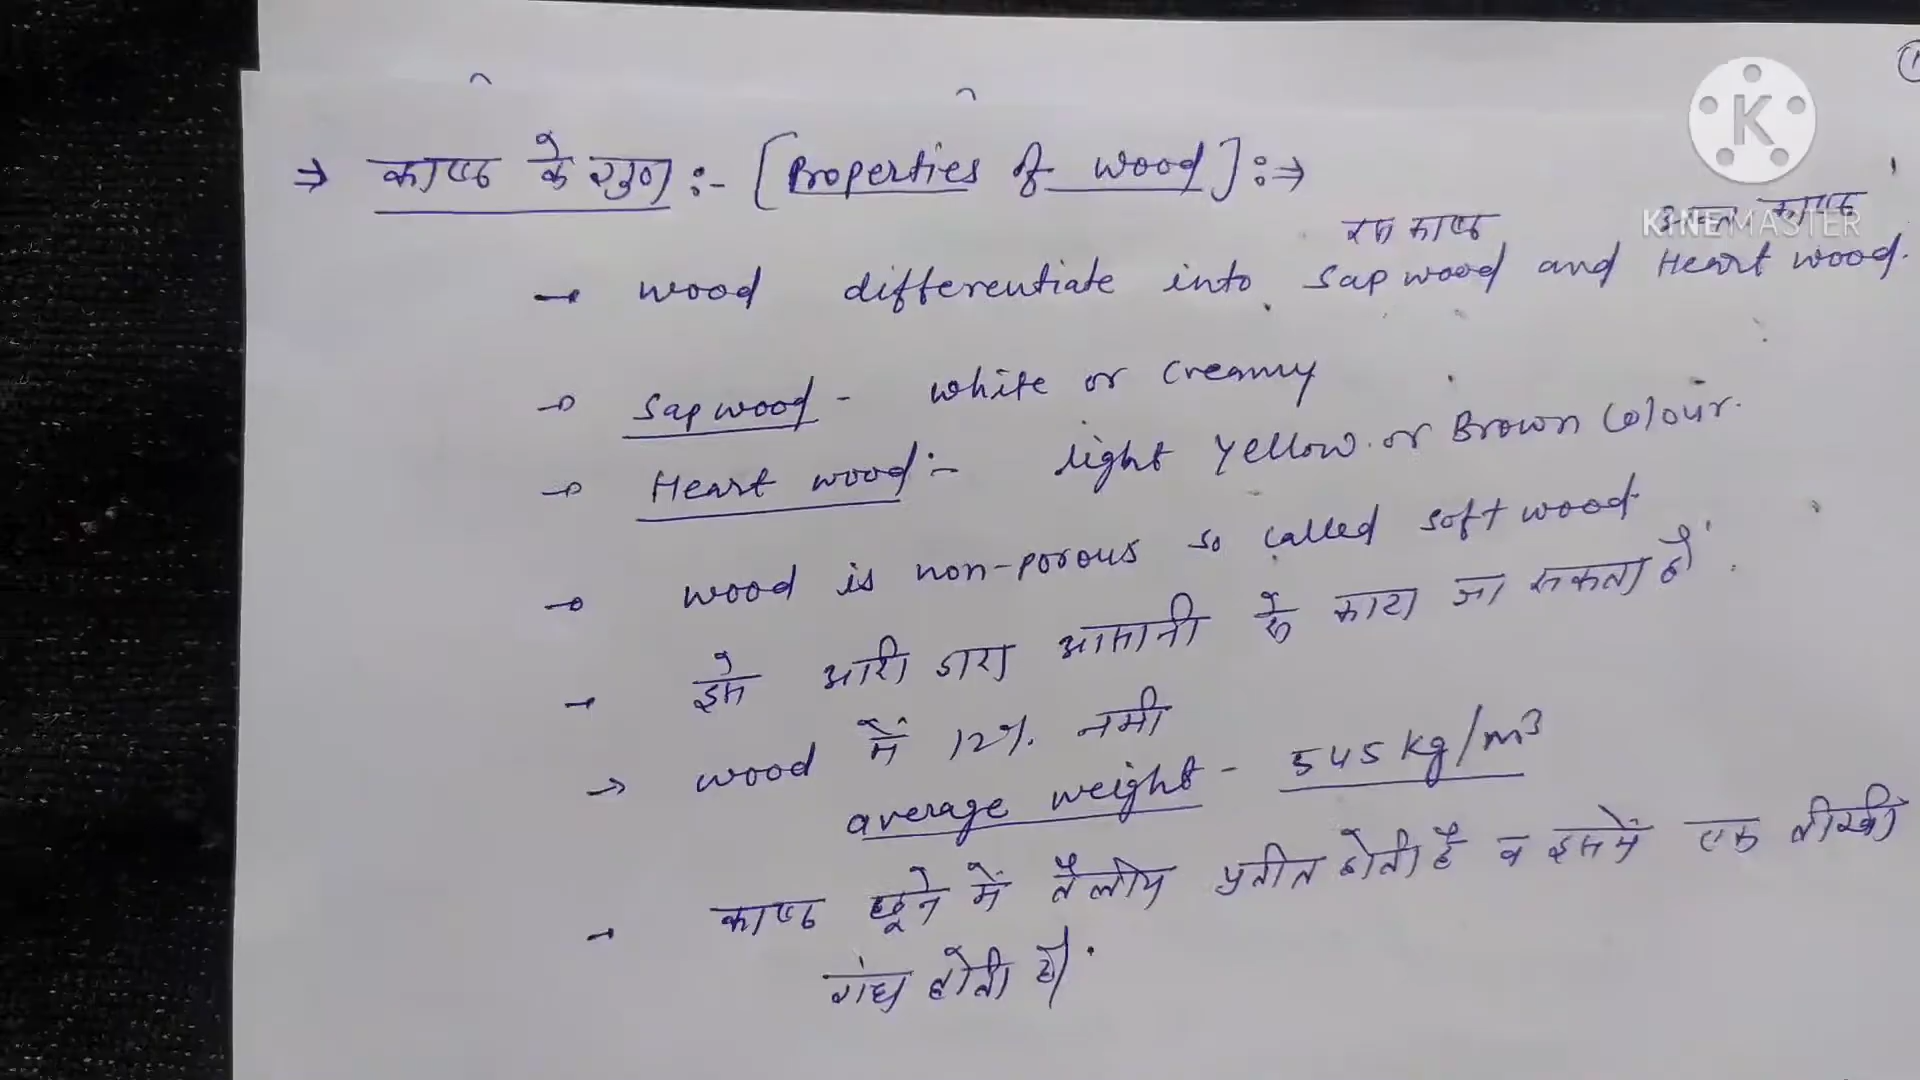 K
KINEMASTER
⇒ काष्ठ के गुण :- [Properties of wood] :→
रस काष्ठ काष्ठ
→ wood differentiate into Sap wood and Heart wood.
→ Sap wood - white or Creamy
→ Heart wood :- light Yellow or Brown Colour.
→ wood is non-porous so called soft wood
→ इसे आरी द्वारा आसानी से काटा जा सकता है
→ wood में 12% नमी
average weight - 545 kg/m³
→ काष्ठ छूने में तैलीय प्रतीत होती है व इसमें एक तीखी
गंध होती है।